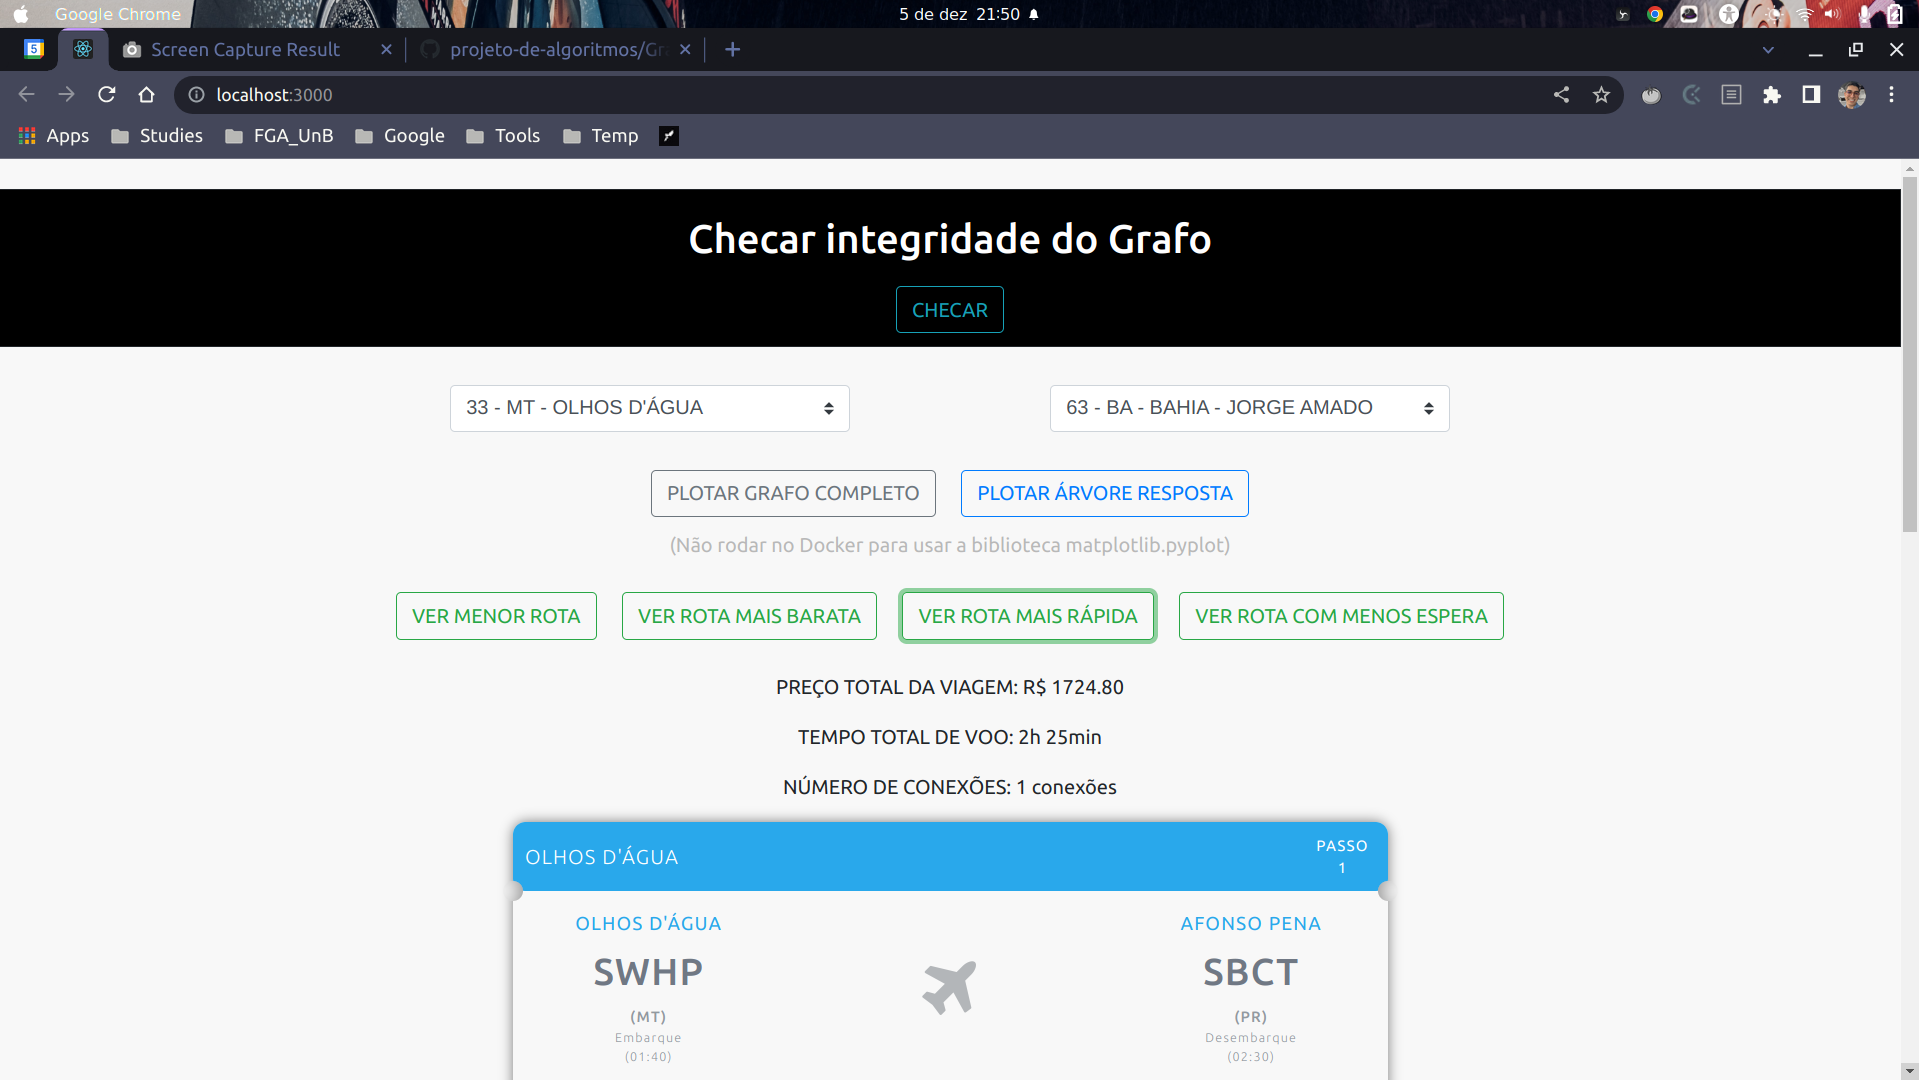 Google Chrome
5 de dez 21:50
5
Screen Capture Result
projeto-de-algoritmos/Gr
localhost:3000
Apps
Studies
FGA_UnB
Google
Tools
Temp
Checar integridade do Grafo
CHECAR
33 - MT - OLHOS D'ÁGUA
63 - BA - BAHIA - JORGE AMADO
PLOTAR GRAFO COMPLETO
PLOTAR ÁRVORE RESPOSTA
(Não rodar no Docker para usar a biblioteca matplotlib.pyplot)
VER MENOR ROTA
VER ROTA MAIS BARATA
VER ROTA MAIS RÁPIDA
VER ROTA COM MENOS ESPERA
PREÇO TOTAL DA VIAGEM: R$ 1724.80
TEMPO TOTAL DE VOO: 2h 25min
NÚMERO DE CONEXÕES: 1 conexões
OLHOS D'ÁGUA
PASSO
1
OLHOS D'ÁGUA
SWHP
(MT)
Embarque
(01:40)
AFONSO PENA
SBCT
(PR)
Desembarque
(02:30)